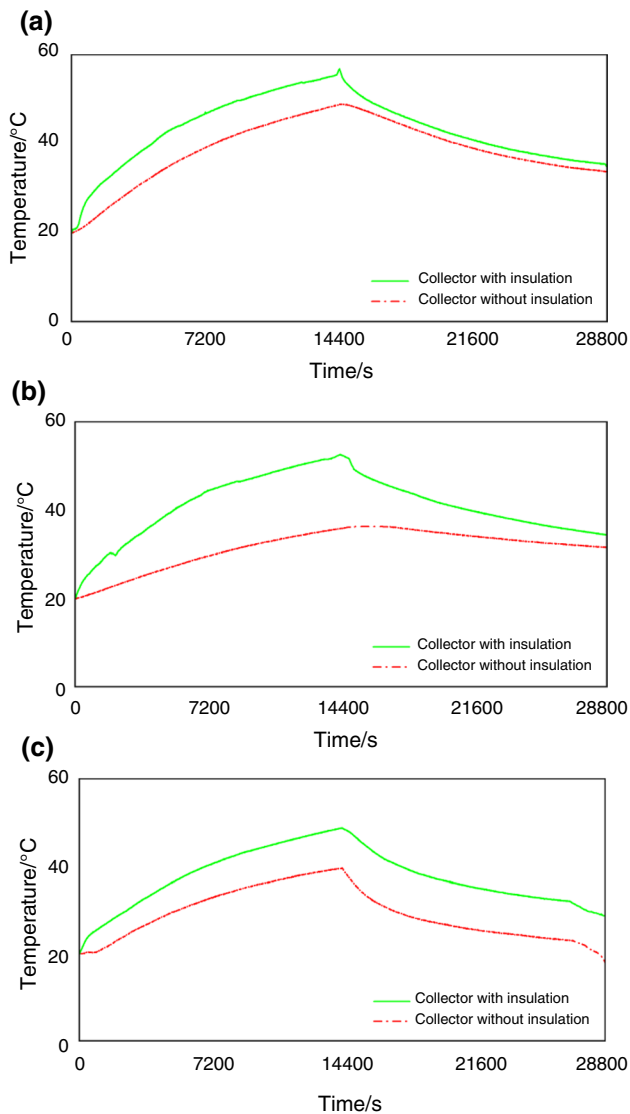 (a)
60
40
20
0
Temperature/°C
Collector with insulation
Collector without insulation
0 7200 14400 21600 28800
Time/s
(b)
60
40
20
0
Temperature/°C
Collector with insulation
Collector without insulation
0 7200 14400 21600 28800
Time/s
(c)
60
40
20
0
Temperature/°C
Collector with insulation
Collector without insulation
0 7200 14400 21600 28800
Time/s